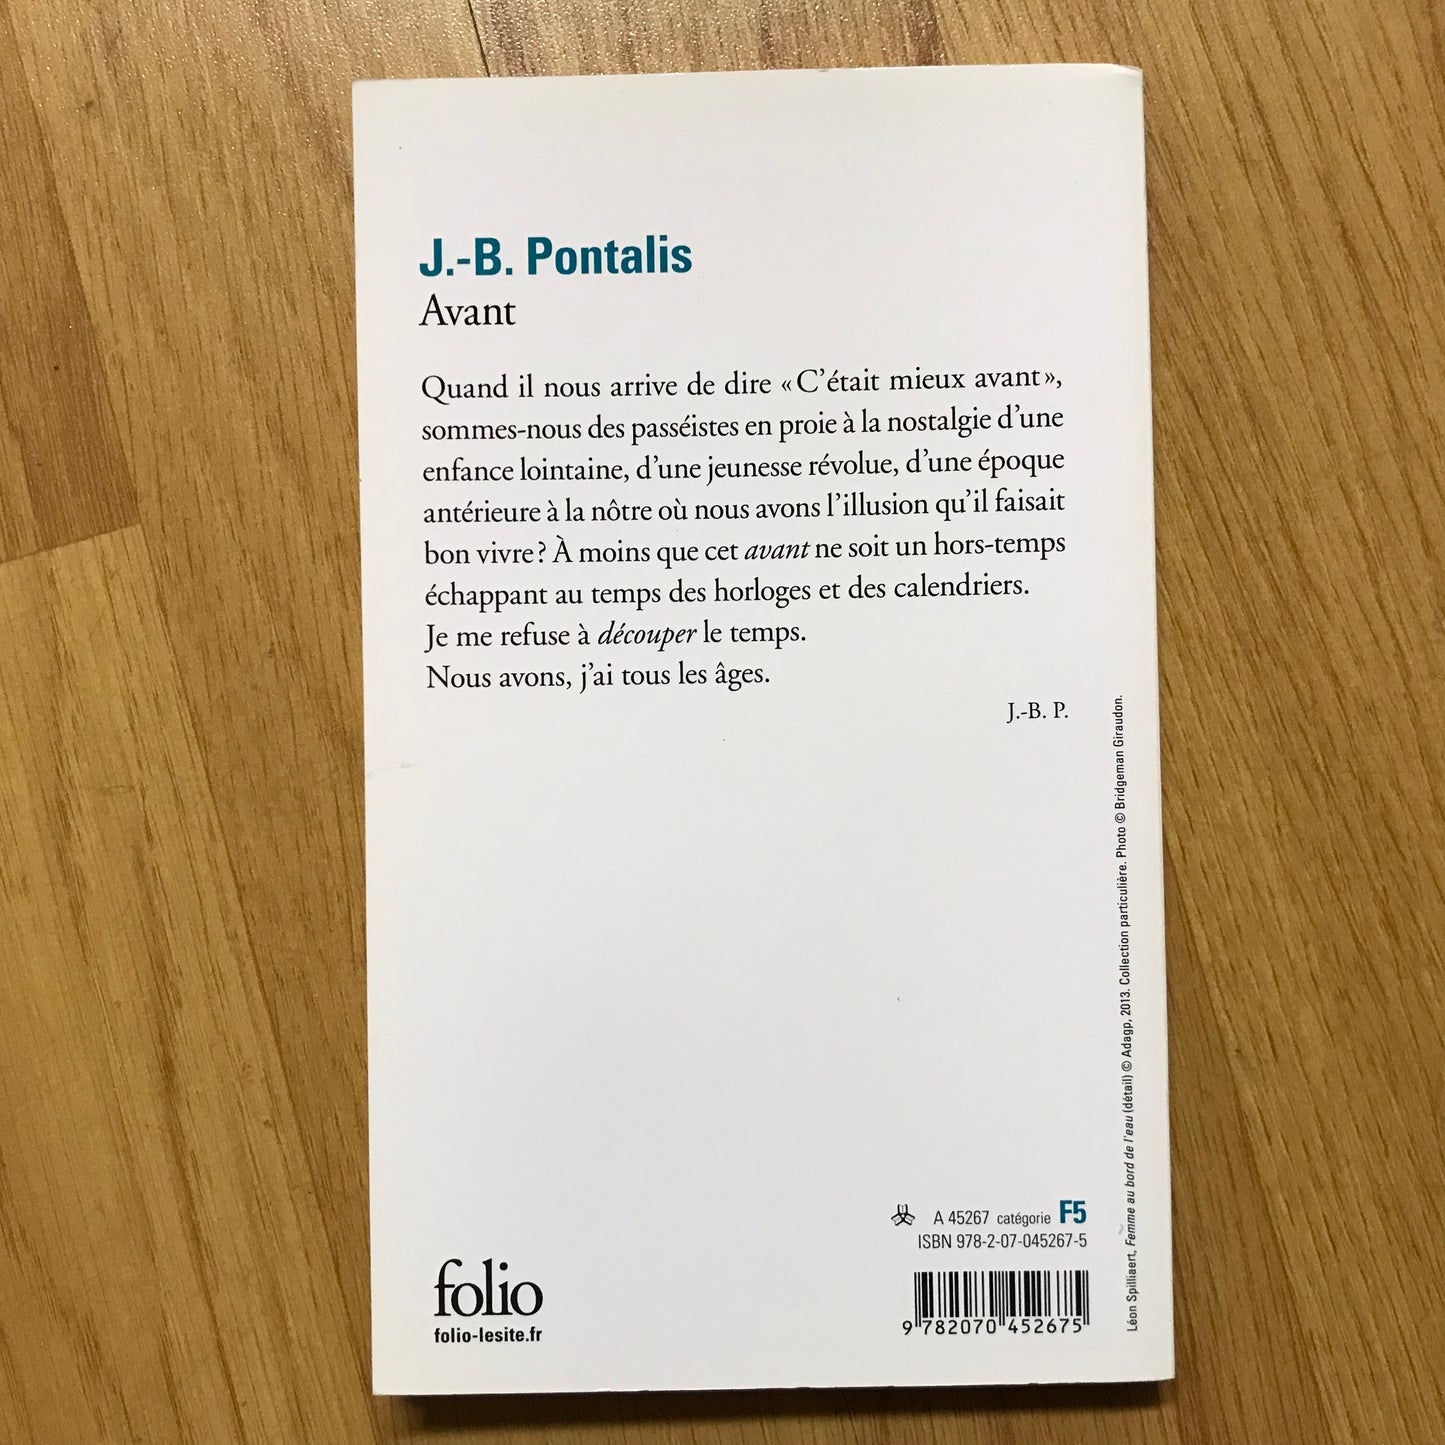 J.-B. Pontalis
Avant
Quand il nous arrive de dire « C'était mieux avant »,
sommes-nous des passéistes en proie à la nostalgie d'une
enfance lointaine, d'une jeunesse révolue, d'une époque
antérieure à la nôtre où nous avons l'illusion qu'il faisait
bon vivre ? À moins que cet avant ne soit un hors-temps
échappant au temps des horloges et des calendriers.
Je me refuse à découper le temps.
Nous avons, j'ai tous les âges.
J.-B. P.
Léon Spilliaert, Femme au bord de l'eau (détail) © Adagp, 2013. Collection particulière. Photo © Bridgeman Giraudon.
A 45267 catégorie F5
ISBN 978-2-07-045267-5
9 782070 452675
folio
folio-lesite.fr